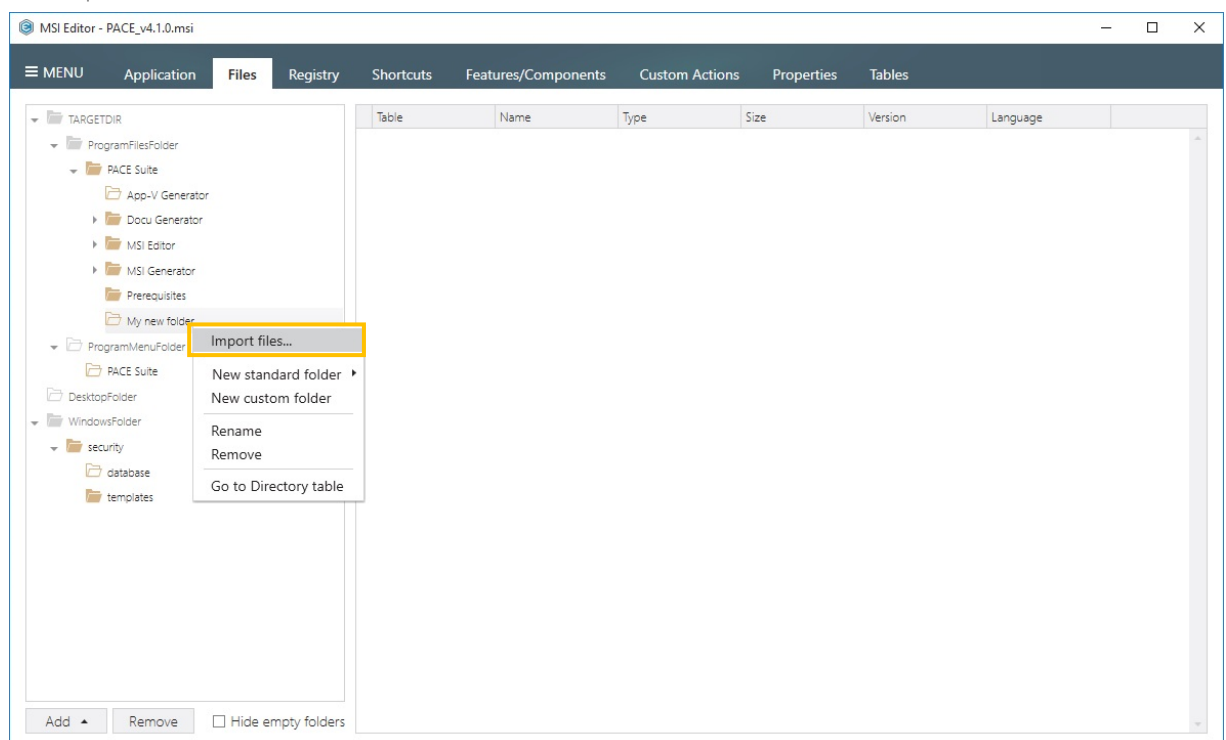 MSI Editor - PACE_v4.1.0.msi
MENU Application Files Registry Shortcuts Features/Components Custom Actions Properties Tables
Table Name Type Size Version Language
TARGETDIR
ProgramFilesFolder
PACE Suite
App-V Generator
Docu Generator
MSI Editor
MSI Generator
Prerequisites
My new folder
ProgramMenuFolder
PACE Suite
DesktopFolder
WindowsFolder
security
database
templates
Import files...
New standard folder
New custom folder
Rename
Remove
Go to Directory table
Add Remove Hide empty folders